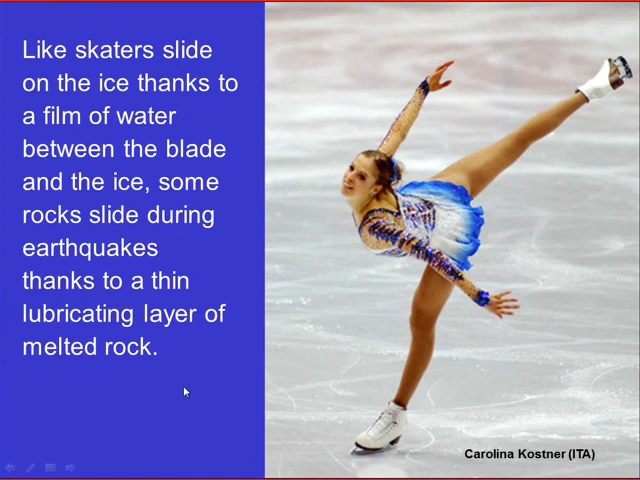 Like skaters slide
on the ice thanks to
a film of water
between the blade
and the ice, some
rocks slide during
earthquakes
thanks to a thin
lubricating layer of
melted rock.
Carolina Kostner (ITA)